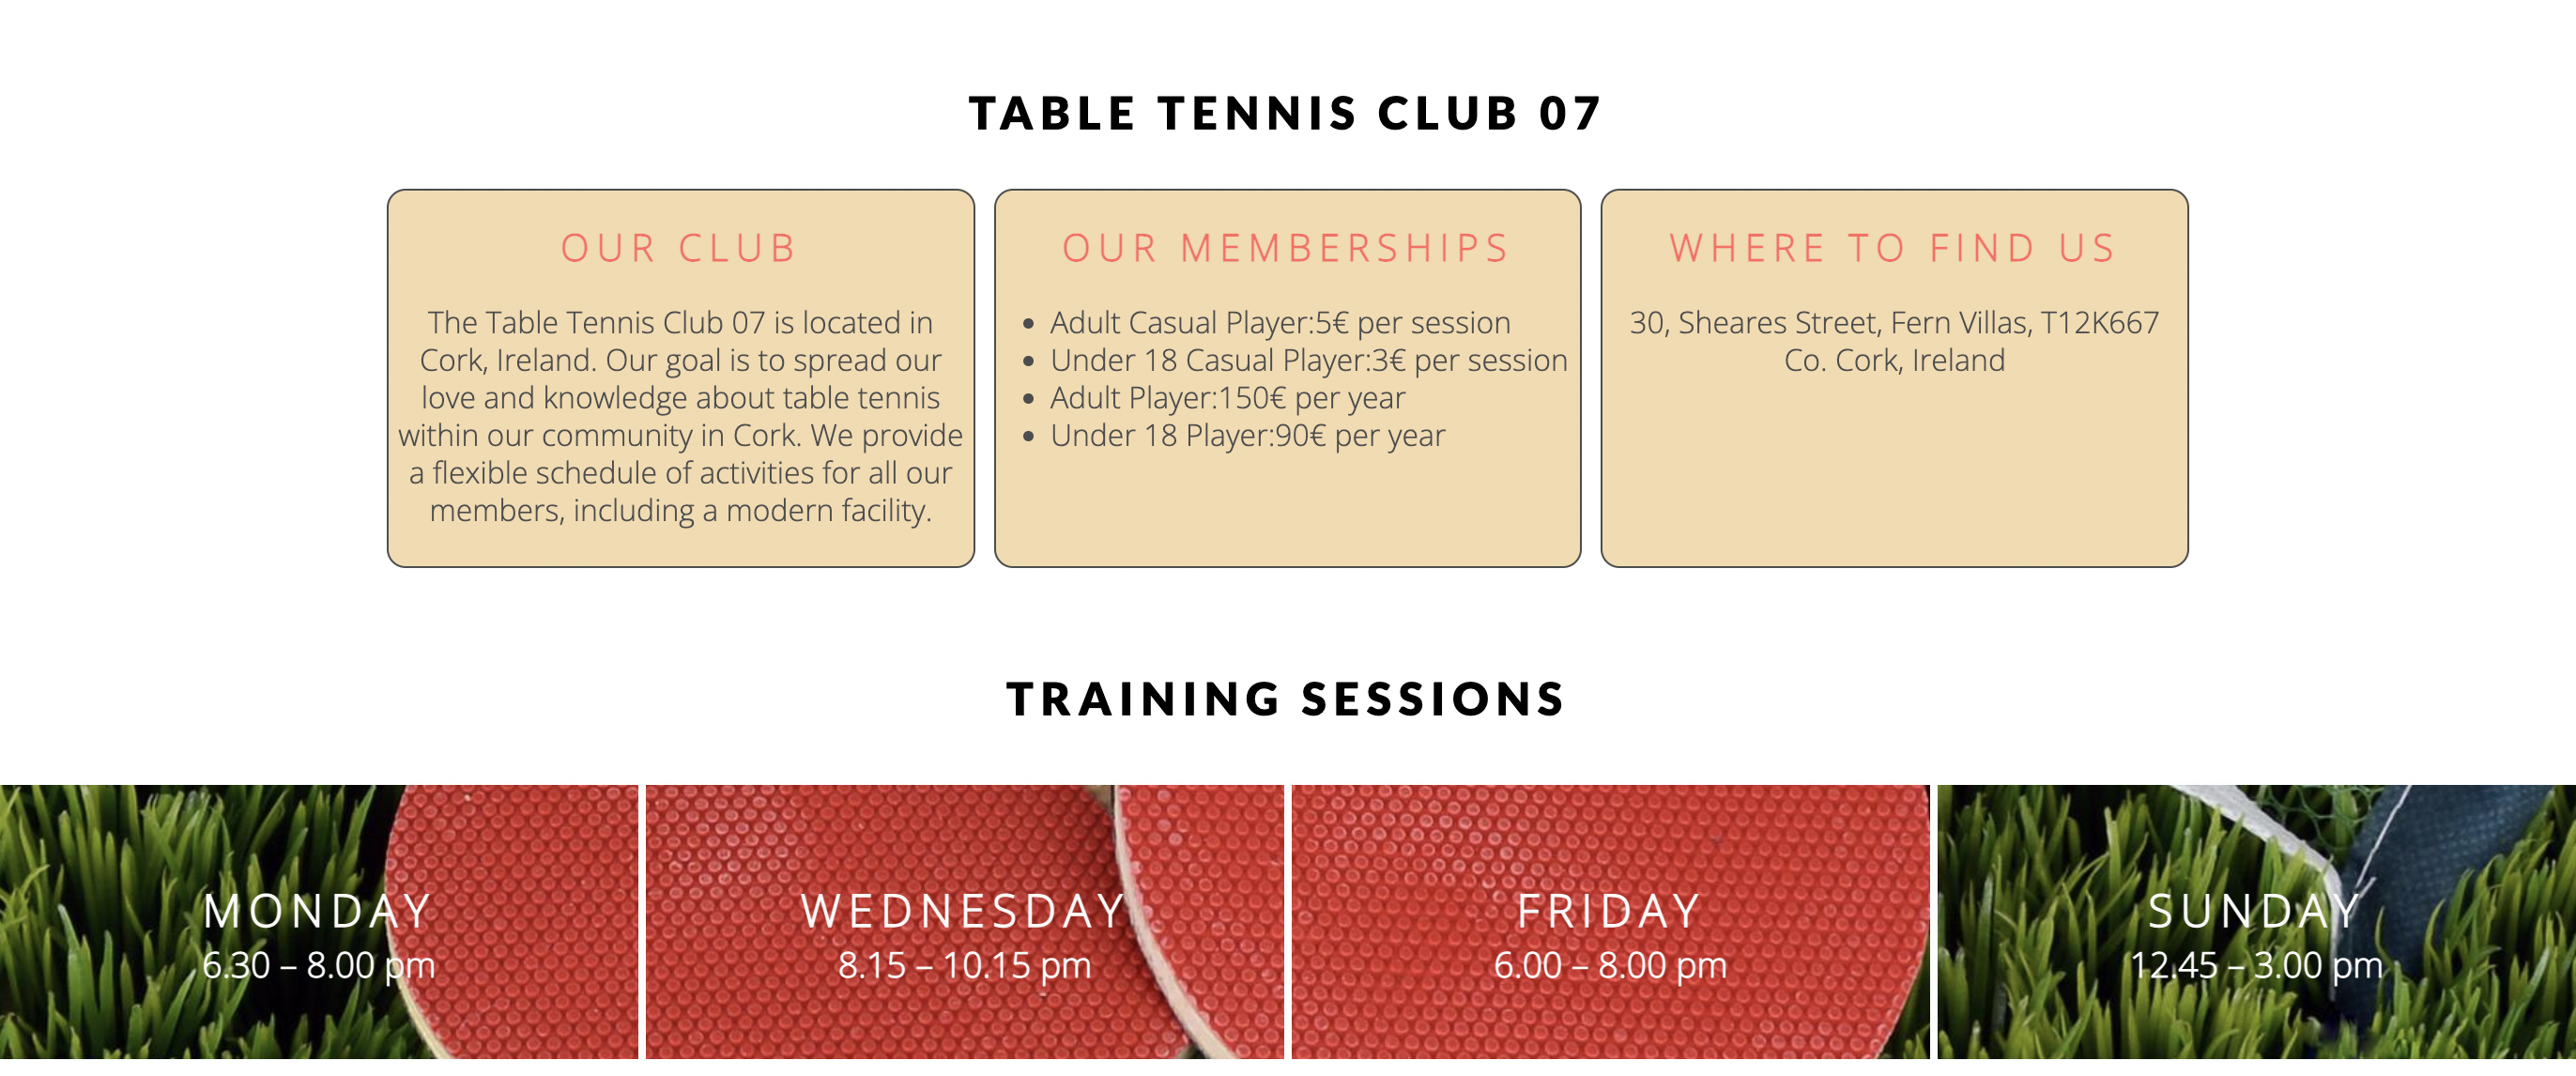 TABLE TENNIS CLUB 07
OUR CLUB
The Table Tennis Club 07 is located in
Cork, Ireland. Our goal is to spread our
love and knowledge about table tennis
within our community in Cork. We provide
a flexible schedule of activities for all our
members, including a modern facility.
OUR MEMBERSHIPS
• Adult Casual Player:5€ per session
• Under 18 Casual Player:3€ per session
• Adult Player:150€ per year
• Under 18 Player:90€ per year
WHERE TO FIND US
30, Sheares Street, Fern Villas, T12K667
Co. Cork, Ireland
TRAINING SESSIONS
MONDAY
6.30 – 8.00 pm
WEDNESDAY
8.15 – 10.15 pm
FRIDAY
6.00 – 8.00 pm
SUNDAY
12.45 – 3.00 pm